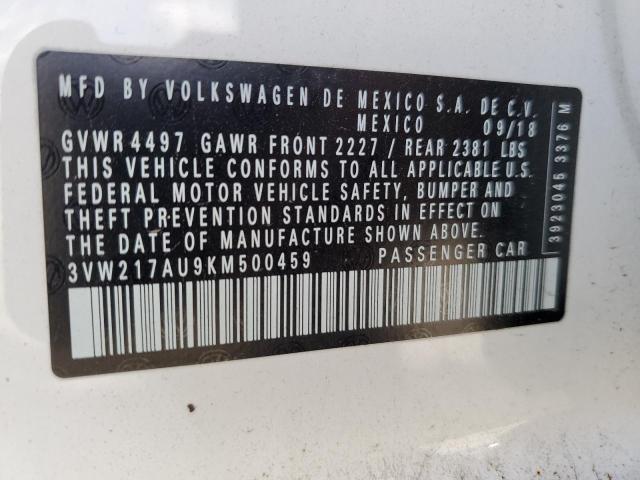 MFD BY VOLKSWAGEN DE MEXICO S.A. DE C.V.
MEXICO 09/18
GVWR 4497 GAWR FRONT 2227 / REAR 2381 LBS
THIS VEHICLE CONFORMS TO ALL APPLICABLE U.S.
FEDERAL MOTOR VEHICLE SAFETY, BUMPER AND
THEFT PREVENTION STANDARDS IN EFFECT ON
THE DATE OF MANUFACTURE SHOWN ABOVE.
3VW217AU9KM500459 PASSENGER CAR
3923045 3376 M